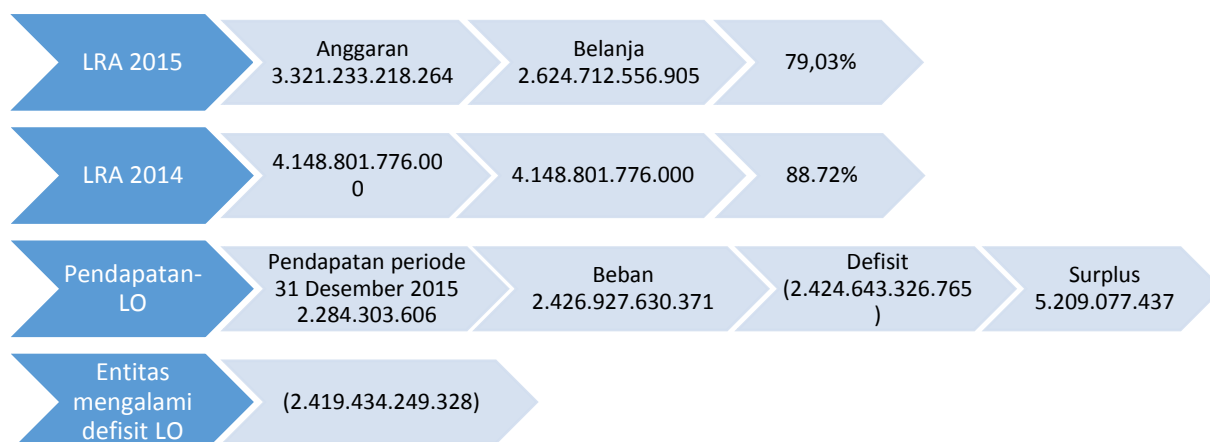 LRA 2015
Anggaran
3.321.233.218.264
Belanja
2.624.712.556.905
79,03%
LRA 2014
4.148.801.776.00
0
4.148.801.776.000
88.72%
Pendapatan-
LO
Pendapatan periode
31 Desember 2015
2.284.303.606
Beban
2.426.927.630.371
Defisit
(2.424.643.326.765
)
Surplus
5.209.077.437
Entitas
mengalami
defisit LO
(2.419.434.249.328)